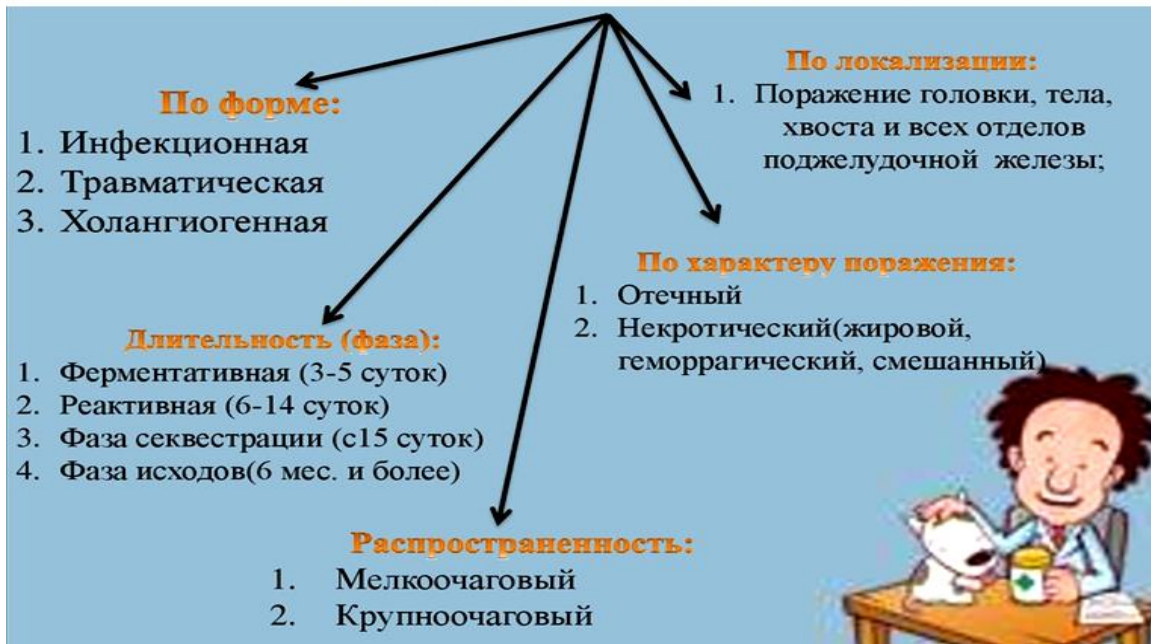 По форме:
1. Инфекционная
2. Травматическая
3. Холангиогенная
По локализации:
1. Поражение головки, тела,
хвоста и всех отделов
поджелудочной железы;
По характеру поражения:
1. Отечный
2. Некротический(жировой,
геморрагический, смешанный)
Длительность (фаза):
1. Ферментативная (3-5 суток)
2. Реактивная (6-14 суток)
3. Фаза секвестрации (с15 суток)
4. Фаза исходов(6 мес. и более)
Распространенность:
1. Мелкоочаговый
2. Крупноочаговый